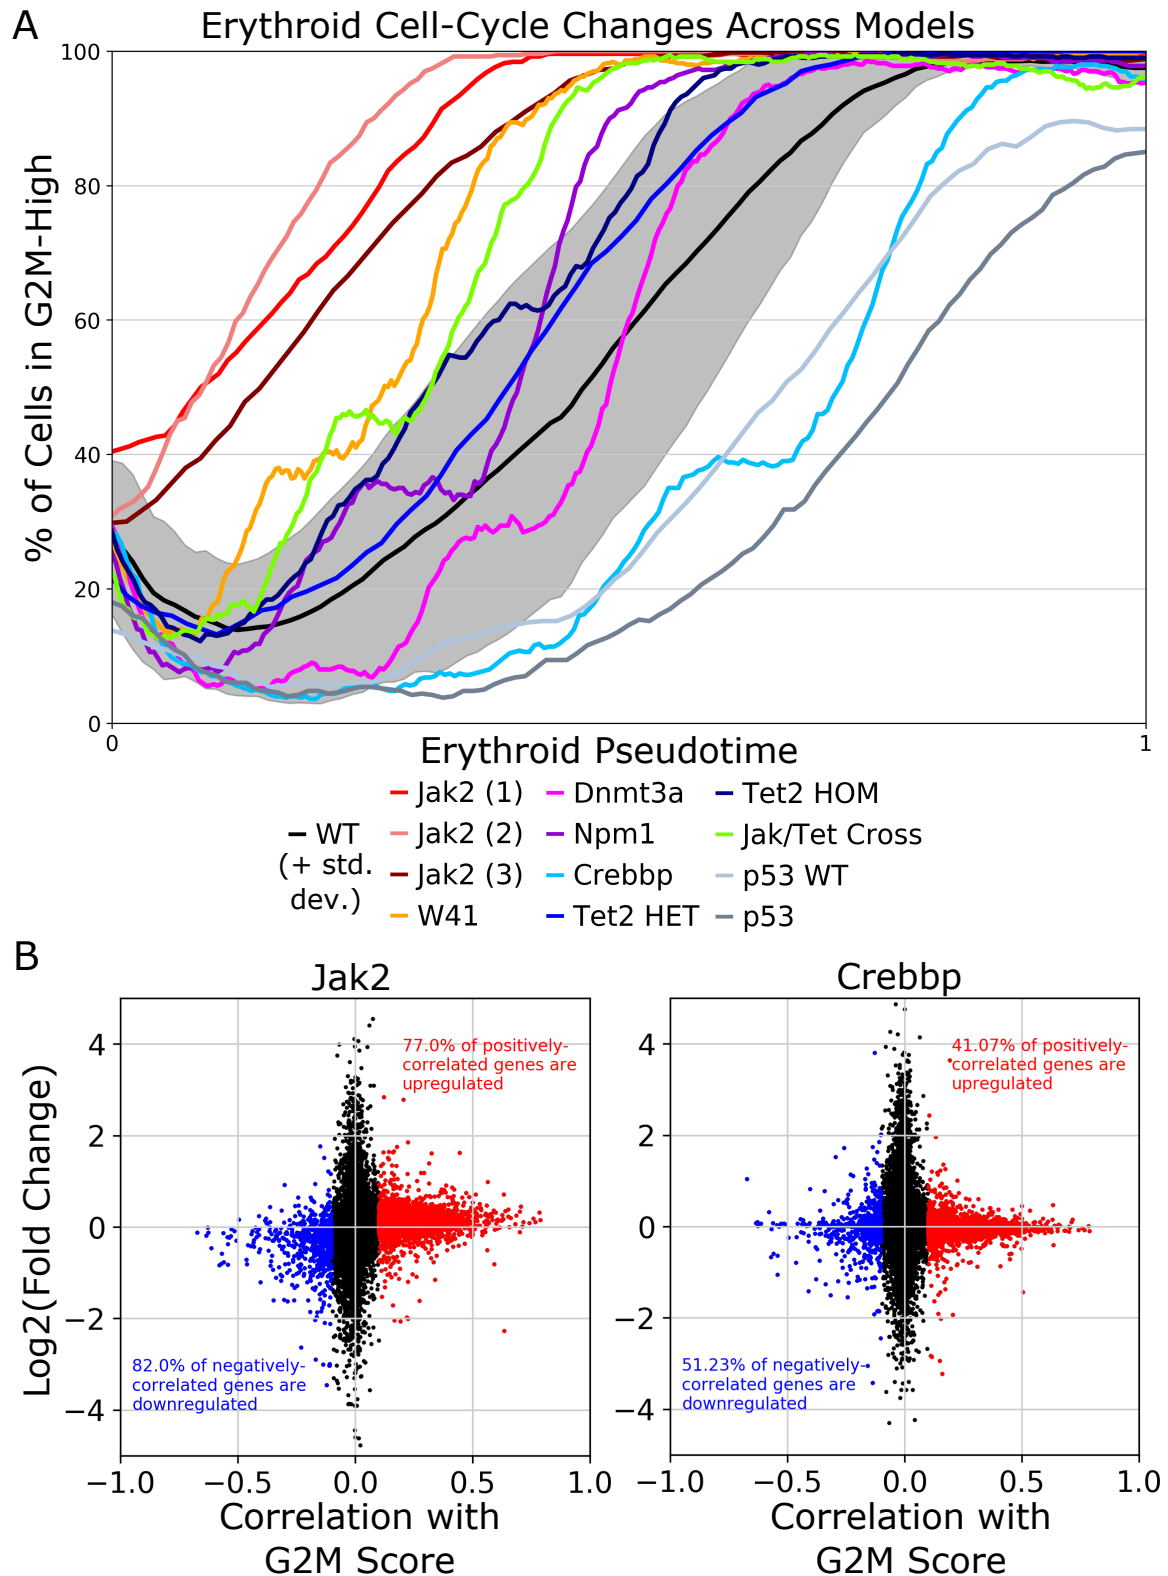 A
Erythroid Cell-Cycle Changes Across Models
% of Cells in G2M-High
100
80
60
40
20
0
0
1
Erythroid Pseudotime
WT
(+ std.
dev.)
Jak2 (1)
Jak2 (2)
Jak2 (3)
W41
Dnmt3a
Npm1
Crebbp
Tet2 HET
Tet2 HOM
Jak/Tet Cross
p53 WT
p53
B
Jak2
Log2(Fold Change)
4
2
0
−2
−4
77.0% of positively-
correlated genes are
upregulated
82.0% of negatively-
correlated genes are
downregulated
−1.0
−0.5
0.0
0.5
1.0
Correlation with
G2M Score
Crebbp
4
2
0
−2
−4
41.07% of positively-
correlated genes are
upregulated
51.23% of negatively-
correlated genes are
downregulated
−1.0
−0.5
0.0
0.5
1.0
Correlation with
G2M Score